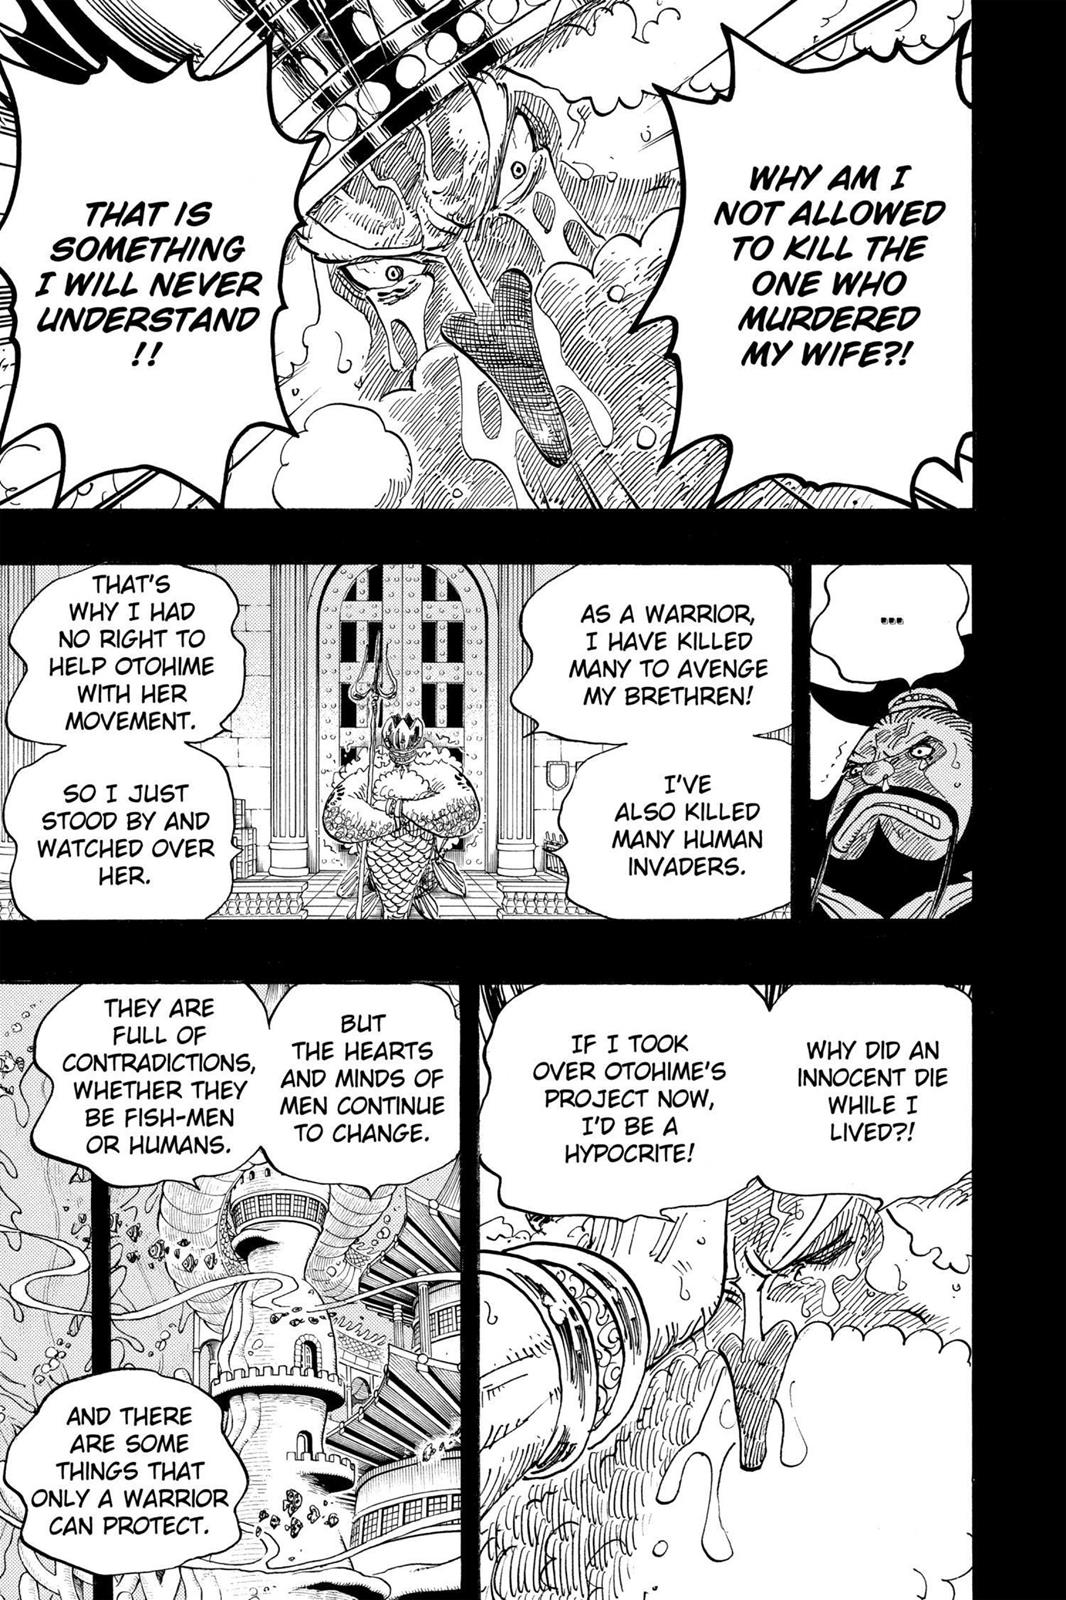 WHY AM I
NOT ALLOWED
TO KILL THE
ONE WHO
MURDERED
MY WIFE?!
THAT IS
SOMETHING
I WILL NEVER
UNDERSTAND
!!
...
AS A WARRIOR,
I HAVE KILLED
MANY TO AVENGE
MY BRETHREN!
I'VE
ALSO KILLED
MANY HUMAN
INVADERS.
THAT'S
WHY I HAD
NO RIGHT TO
HELP OTOHIME
WITH HER
MOVEMENT.
SO I JUST
STOOD BY AND
WATCHED OVER
HER.
WHY DID AN
INNOCENT DIE
WHILE I
LIVED?!
IF I TOOK
OVER OTOHIME'S
PROJECT NOW,
I'D BE A
HYPOCRITE!
BUT
THE HEARTS
AND MINDS OF
MEN CONTINUE
TO CHANGE.
THEY ARE
FULL OF
CONTRADICTIONS,
WHETHER THEY
BE FISH-MEN
OR HUMANS.
AND THERE
ARE SOME
THINGS THAT
ONLY A WARRIOR
CAN PROTECT.